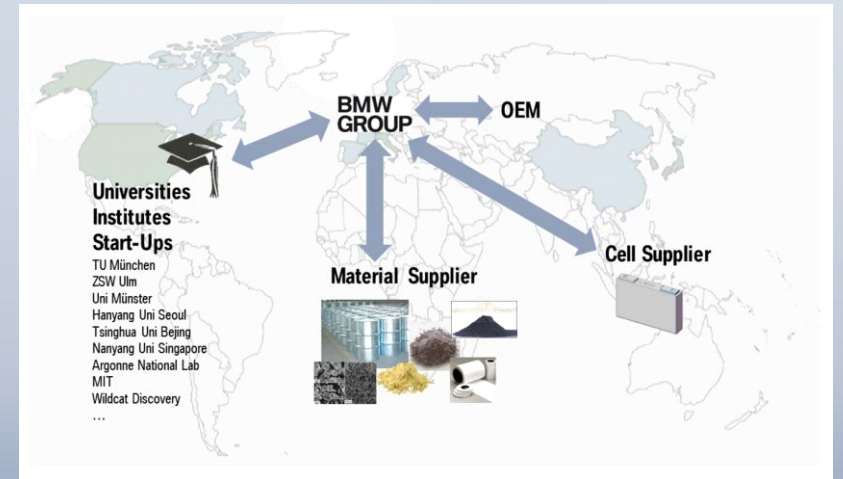 BMW
GROUP
OEM
Universities
Institutes
Start-Ups
TU München
ZSW Ulm
Uni Münster
Hanyang Uni Seoul
Tsinghua Uni Bejing
Nanyang Uni Singapore
Argonne National Lab
MIT
Wildcat Discovery
...
Material Supplier
Cell Supplier